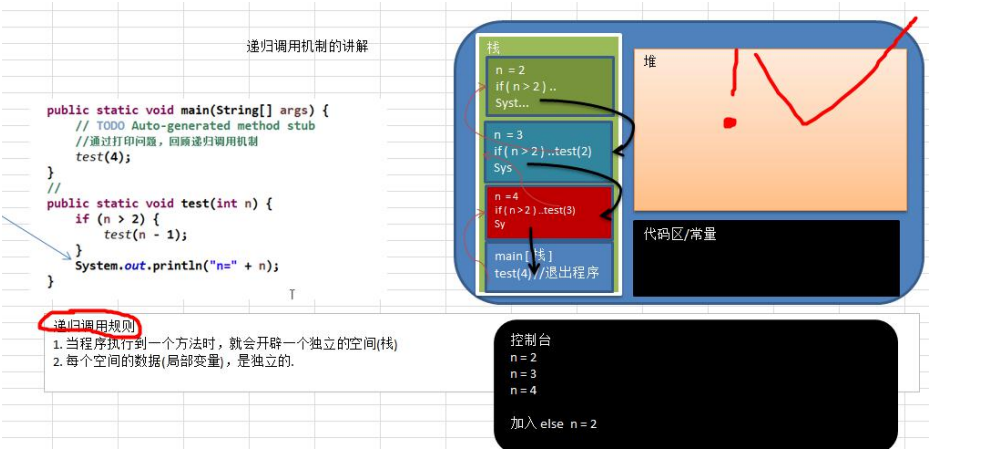 递归调用机制的讲解
public static void main(String[] args) {
// TODO Auto-generated method stub
//通过打印问题，回顾递归调用机制
test(4);
}
//
public static void test(int n) {
if (n > 2) {
test(n - 1);
}
System.out.println("n=" + n);
}
栈
n = 2
if( n > 2 ) ..
Syst...
n = 3
if ( n > 2 ) ..test(2)
Sys
n =4
if ( n > 2 ) ..test(3)
Sy
main [ 栈 ]
test(4) //退出程序
堆
代码区/常量
递归调用规则
1. 当程序执行到一个方法时，就会开辟一个独立的空间(栈)
2. 每个空间的数据(局部变量)，是独立的.
控制台
n = 2
n = 3
n = 4
加入 else n = 2